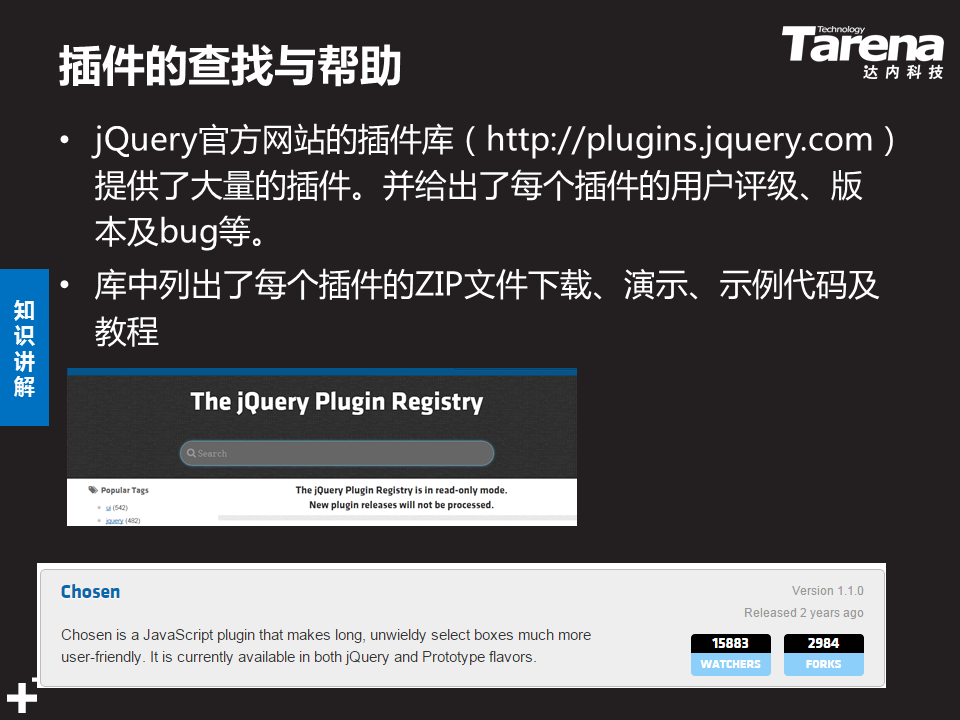 插件的查找与帮助
Technology
Tarena
达内科技
• jQuery官方网站的插件库（http://plugins.jquery.com）
提供了大量的插件。并给出了每个插件的用户评级、版
本及bug等。
• 库中列出了每个插件的ZIP文件下载、演示、示例代码及
教程
知识讲解
The jQuery Plugin Registry
Search
Popular Tags
The jQuery Plugin Registry is in read-only mode.
New plugin releases will not be processed.
ui (542)
jquery (482)
Chosen
Version 1.1.0
Released 2 years ago
Chosen is a JavaScript plugin that makes long, unwieldy select boxes much more
user-friendly. It is currently available in both jQuery and Prototype flavors.
15883
WATCHERS
2984
FORKS